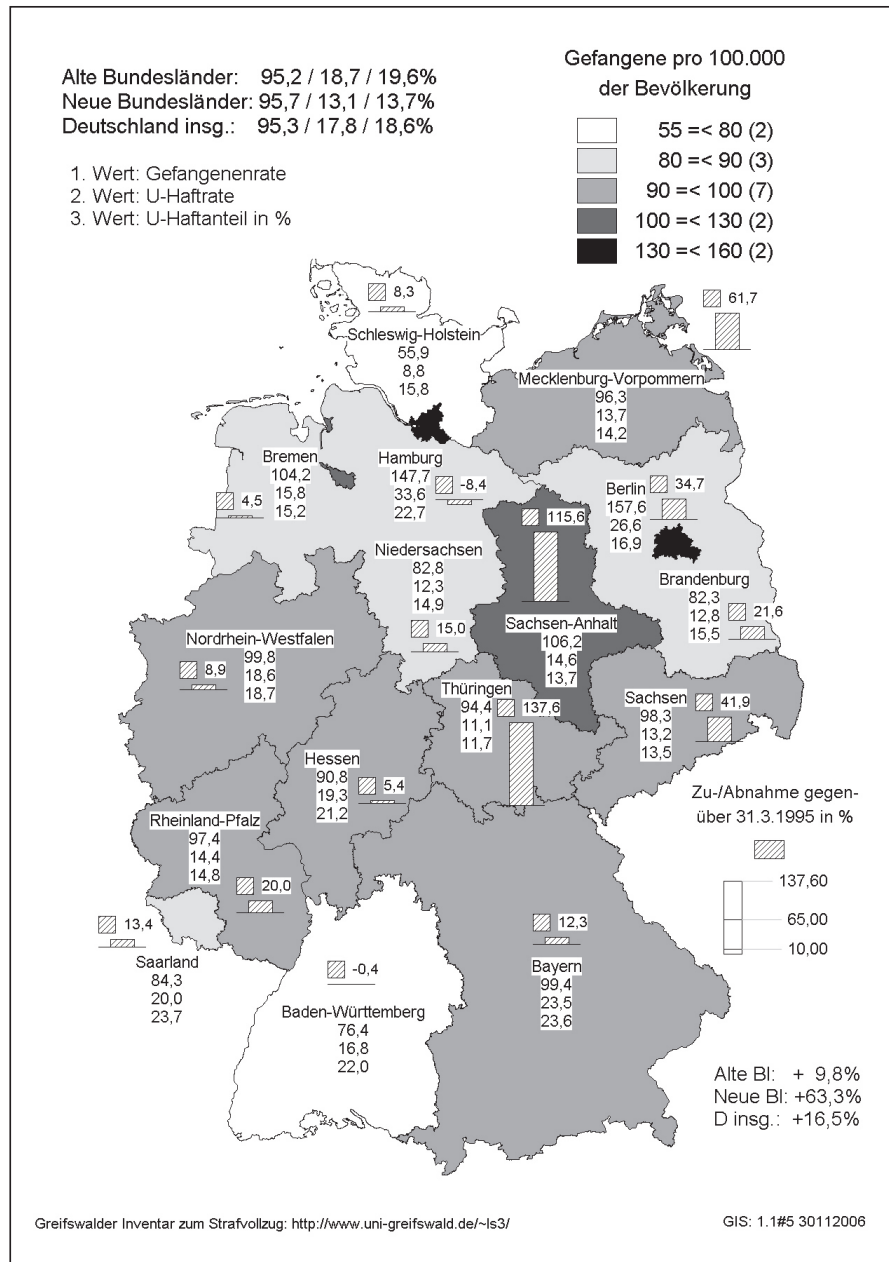 Alte Bundesländer: 95,2 / 18,7 / 19,6%
Neue Bundesländer: 95,7 / 13,1 / 13,7%
Deutschland insg.: 95,3 / 17,8 / 18,6%
1. Wert: Gefangenenrate
2. Wert: U-Haftrate
3. Wert: U-Haftanteil in %
Gefangene pro 100.000
der Bevölkerung
55 =< 80 (2)
80 =< 90 (3)
90 =< 100 (7)
100 =< 130 (2)
130 =< 160 (2)
8,3
Schleswig-Holstein
55,9
8,8
15,8
61,7
Mecklenburg-Vorpommern
96,3
13,7
14,2
Bremen
104,2
15,8
15,2
4,5
Hamburg
147,7
33,6
22,7
-8,4
Berlin
157,6
26,6
16,9
34,7
Niedersachsen
82,8
12,3
14,9
15,0
115,6
Sachsen-Anhalt
106,2
14,6
13,7
Brandenburg
82,3
12,8
15,5
21,6
Nordrhein-Westfalen
99,8
18,6
18,7
8,9
Thüringen
94,4
11,1
11,7
137,6
Sachsen
98,3
13,2
13,5
41,9
Hessen
90,8
19,3
21,2
5,4
Rheinland-Pfalz
97,4
14,4
14,8
20,0
13,4
Saarland
84,3
20,0
23,7
-0,4
Baden-Württemberg
76,4
16,8
22,0
12,3
Bayern
99,4
23,5
23,6
Zu-/Abnahme gegen-
über 31.3.1995 in %
137,60
65,00
10,00
Alte Bl: + 9,8%
Neue Bl: +63,3%
D insg.: +16,5%
Greifswalder Inventar zum Strafvollzug: http://www.uni-greifswald.de/~ls3/
GIS: 1.1#5 30112006